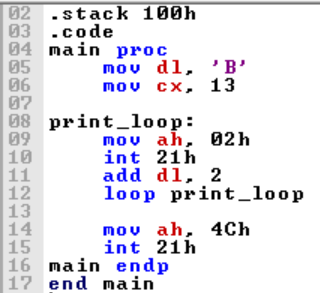 02 .stack 100h
03 .code
04 main proc
05 mov dl, 'B'
06 mov cx, 13
07
08 print_loop:
09 mov ah, 02h
10 int 21h
11 add dl, 2
12 loop print_loop
13
14 mov ah, 4Ch
15 int 21h
16 main endp
17 end main